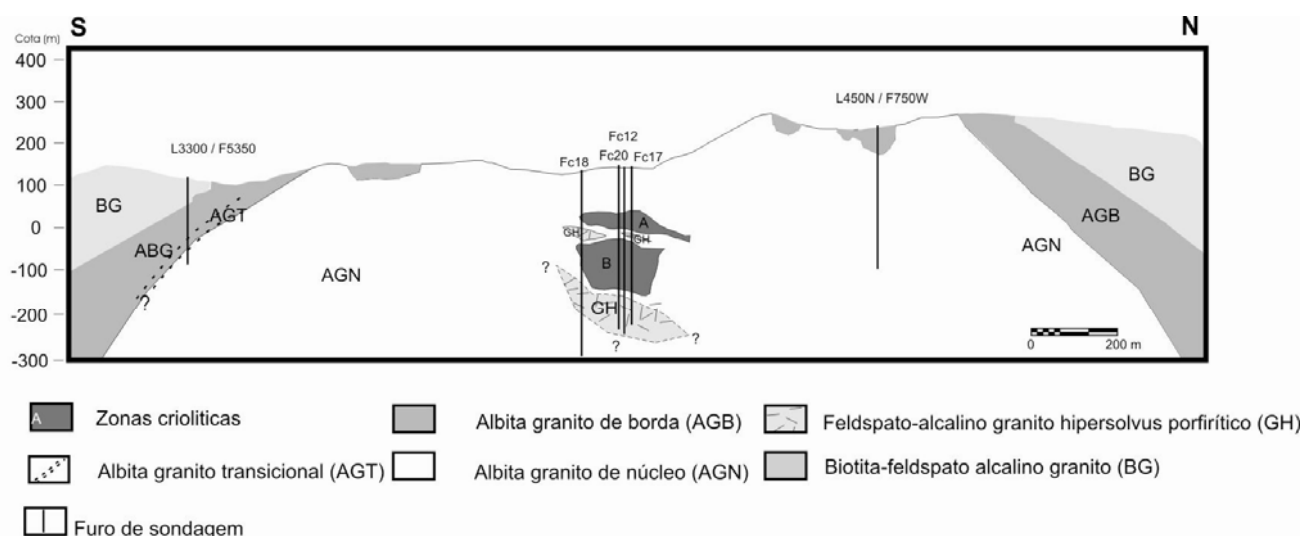 S N
Cota (m)
400
300
200
100
0
-100
-200
-300
L3300 / F5350
L450N / F750W
Fc12
Fc18 Fc20 Fc17
BG
AGT
ABG
?
AGN
A
GH
GH
B
?
GH
?
?
AGN
AGB
BG
0 200 m
A Zonas criolíticas
Albita granito de borda (AGB)
Feldspato-alcalino granito hipersolvus porfirítico (GH)
Albita granito transicional (AGT)
Albita granito de núcleo (AGN)
Biotita-feldspato alcalino granito (BG)
Furo de sondagem